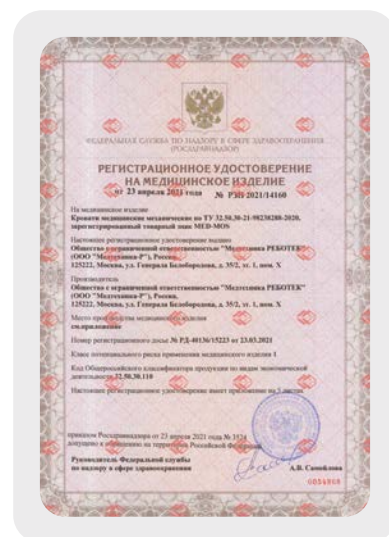 ФЕДЕРАЛЬНАЯ СЛУЖБА ПО НАДЗОРУ В СФЕРЕ ЗДРАВООХРАНЕНИЯ
(РОСЗДРАВНАДЗОР)
РЕГИСТРАЦИОННОЕ УДОСТОВЕРЕНИЕ
НА МЕДИЦИНСКОЕ ИЗДЕЛИЕ
от 23 апреля 2021 года № РЗН 2021/14160
На медицинское изделие
Кровати медицинские механические по ТУ 32.50.30-21-98238288-2020,
зарегистрированный товарный знак MED-MOS
Настоящее регистрационное удостоверение выдано
Общество с ограниченной ответственностью "Медтехника РЕБОТЕК"
(ООО "Медтехника-Р"), Россия,
125222, Москва, ул. Генерала Белобородова, д. 35/2, эт. 1, пом. X
Производитель
Общество с ограниченной ответственностью "Медтехника РЕБОТЕК"
(ООО "Медтехника-Р"), Россия,
125222, Москва, ул. Генерала Белобородова, д. 35/2, эт. 1, пом. X
Место производства медицинского изделия
см.приложение
Номер регистрационного досье № РД-40136/15223 от 23.03.2021
Класс потенциального риска применения медицинского изделия 1
Код Общероссийского классификатора продукции по видам экономической
деятельности 32.50.30.110
Настоящее регистрационное удостоверение имеет приложение на 5 листах
приказом Росздравнадзора от 23 апреля 2021 года № 3524
допущено к обращению на территории Российской Федерации.
Руководитель Федеральной службы
по надзору в сфере здравоохранения
А.В. Самойлова
0054868